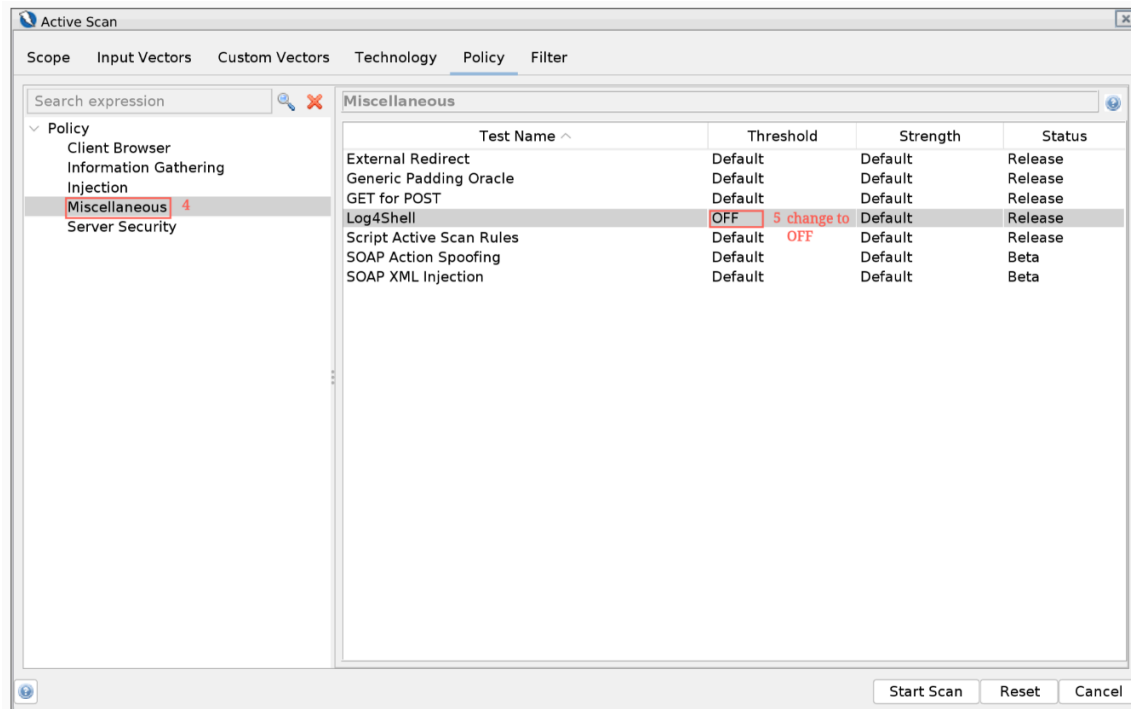 Active Scan
Scope Input Vectors Custom Vectors Technology Policy Filter
Search expression
Policy
Client Browser
Information Gathering
Injection
Miscellaneous 4
Server Security
Miscellaneous
Test Name Threshold Strength Status
External Redirect Default Default Release
Generic Padding Oracle Default Default Release
GET for POST Default Default Release
Log4Shell OFF 5 change to Default Release
Script Active Scan Rules Default OFF Default Release
SOAP Action Spoofing Default Default Beta
SOAP XML Injection Default Default Beta
Start Scan Reset Cancel